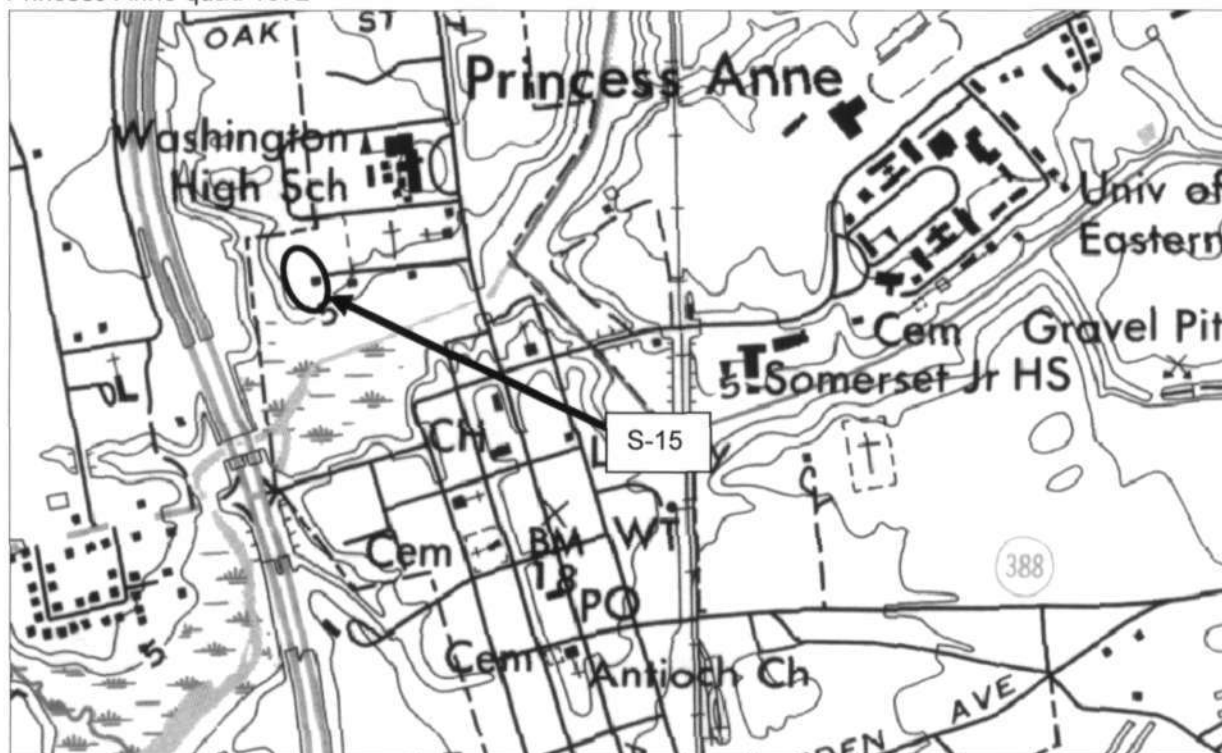 OAK ST
Princess Anne
Washington
High Sch
Univ of
Eastern
5
Cem
Gravel Pit
5
Somerset Jr HS
S-15
CH
L
y
Cem
BM
18
WT
388
PO
5
Cem
Antioch Ch
AVE
DEN